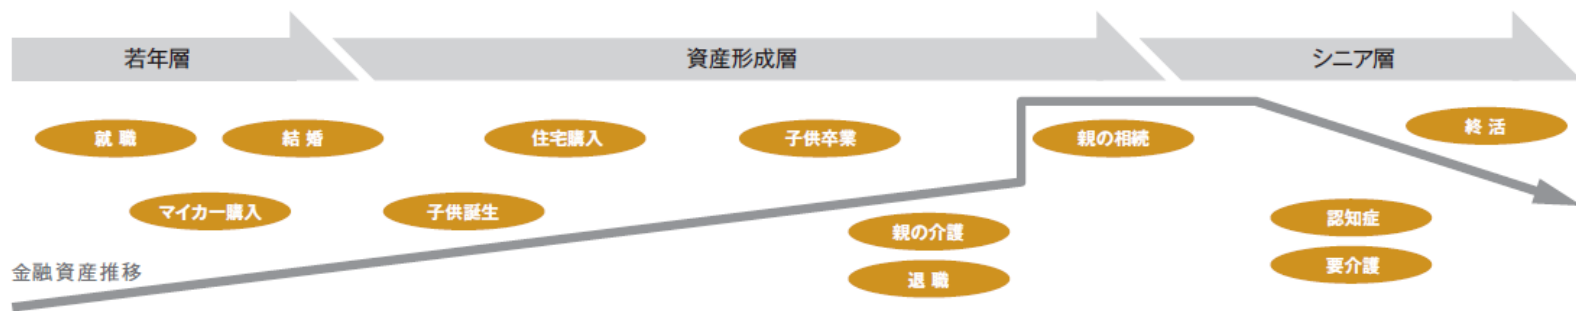 若年層
資産形成層
シニア層
就 職
結 婚
住宅購入
子供卒業
親の相続
終 活
マイカー購入
子供誕生
親の介護
認知症
退 職
要介護
金融資産推移